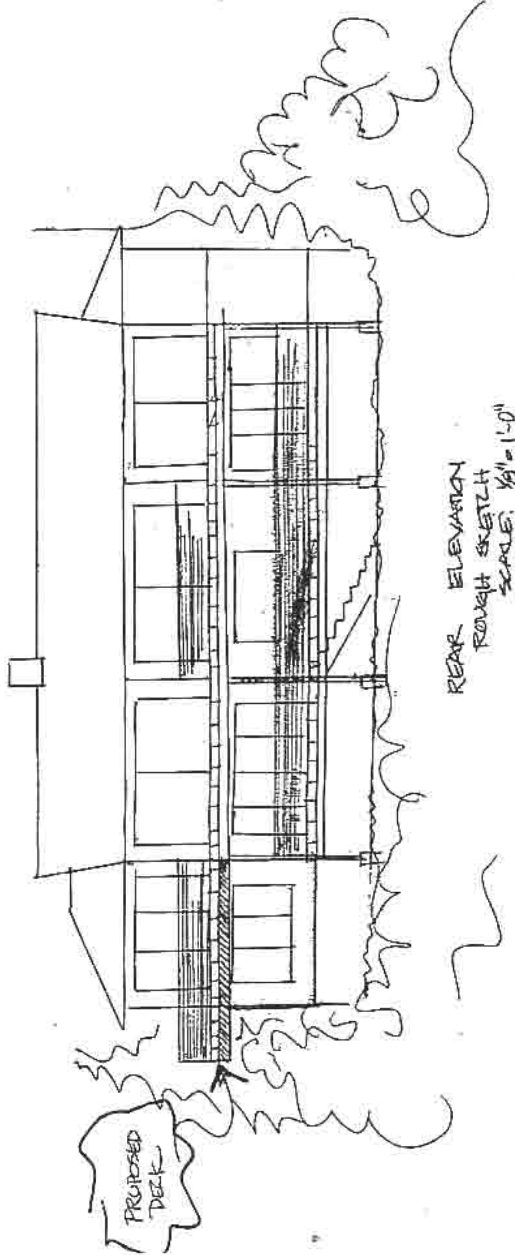 PROPOSED
DECK
REAR ELEVATION
ROUGH SKETCH
SCALE: 1/8" = 1'-0"